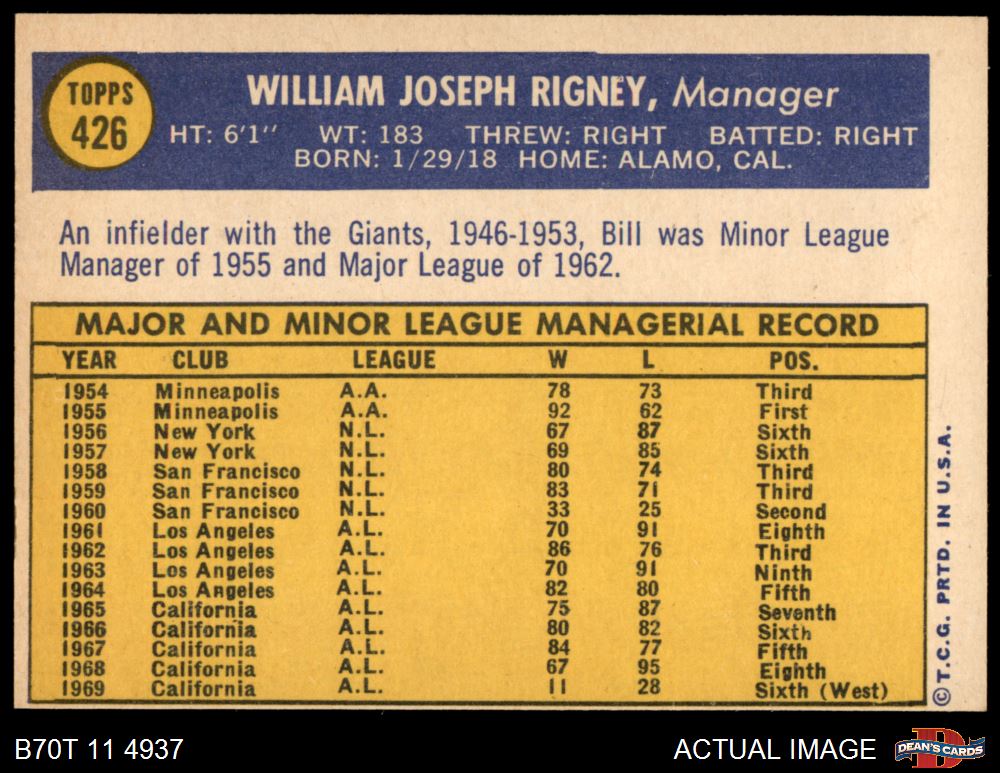 TOPPS
426
WILLIAM JOSEPH RIGNEY, Manager
HT: 6'1" WT: 183 THREW: RIGHT BATTED: RIGHT
BORN: 1/29/18 HOME: ALAMO, CAL.
An infielder with the Giants, 1946-1953, Bill was Minor League
Manager of 1955 and Major League of 1962.
MAJOR AND MINOR LEAGUE MANAGERIAL RECORD
YEAR CLUB LEAGUE W L POS.
1954 Minneapolis A.A. 78 73 Third
1955 Minneapolis A.A. 92 62 First
1956 New York N.L. 67 87 Sixth
1957 New York N.L. 69 85 Sixth
1958 San Francisco N.L. 80 74 Third
1959 San Francisco N.L. 83 71 Third
1960 San Francisco N.L. 33 25 Second
1961 Los Angeles A.L. 70 91 Eighth
1962 Los Angeles A.L. 86 76 Third
1963 Los Angeles A.L. 70 91 Ninth
1964 Los Angeles A.L. 82 80 Fifth
1965 California A.L. 75 87 Seventh
1966 California A.L. 80 82 Sixth
1967 California A.L. 84 77 Fifth
1968 California A.L. 67 95 Eighth
1969 California A.L. 11 28 Sixth (West)
© T.C.G. PRTD. IN U.S.A.
B70T 11 4937
ACTUAL IMAGE
DEAN'S CARDS